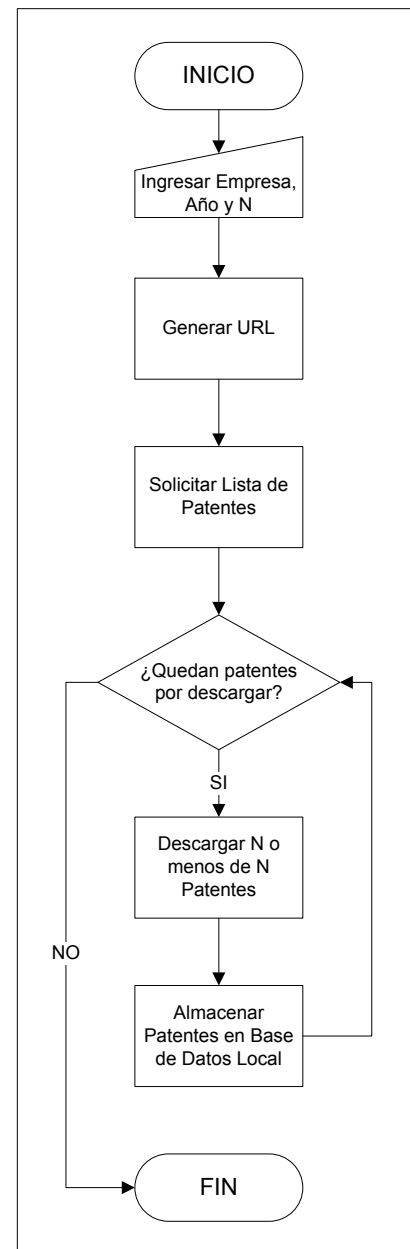 INICIO
Ingresar Empresa,
Año y N
Generar URL
Solicitar Lista de
Patentes
¿Quedan patentes
por descargar?
SI
Descargar N o
menos de N
Patentes
NO
Almacenar
Patentes en Base
de Datos Local
FIN